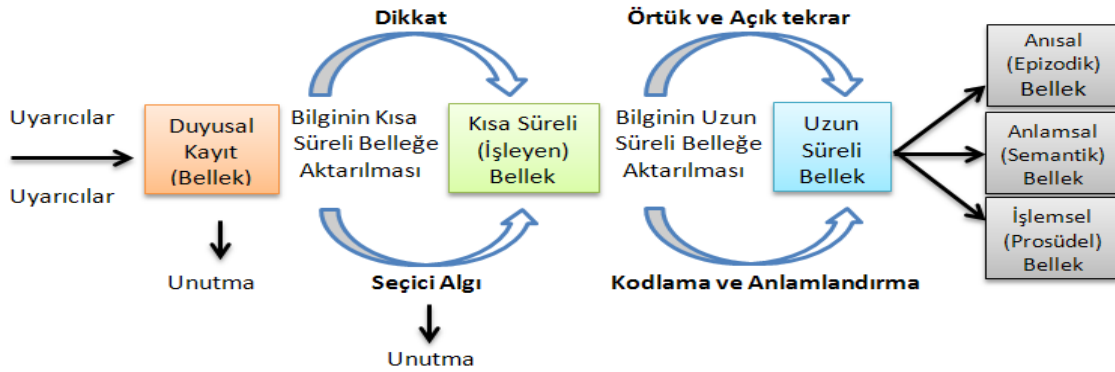 Dikkat
Örtük ve Açık tekrar
Uyarıcılar
Uyarıcılar
Duyusal
Kayıt
(Bellek)
Unutma
Bilginin Kısa
Süreli Belleğe
Aktarılması
Seçici Algı
Unutma
Kısa Süreli
(İşleyen)
Bellek
Bilginin Uzun
Süreli Belleğe
Aktarılması
Kodlama ve Anlamlandırma
Uzun
Süreli
Bellek
Anısal
(Epizodik)
Bellek
Anlamsal
(Semantik)
Bellek
İşlemsel
(Prosüdel)
Bellek